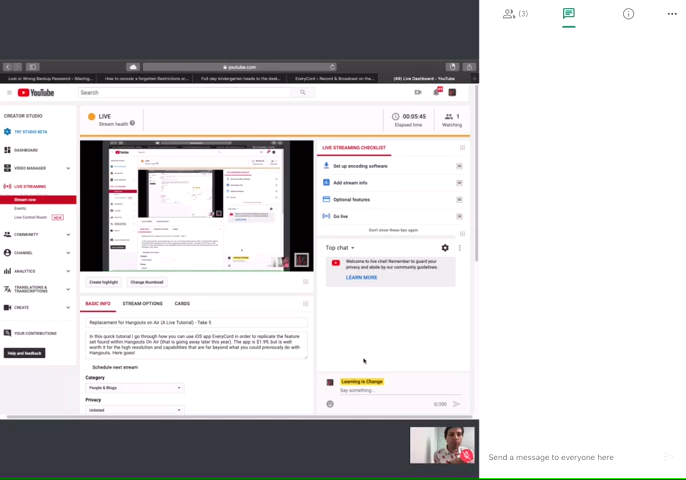 (3)
youtube.com
Lost or Wrong Backup Password - iMazing...
How to recover a forgotten Restrictions or...
Full day kindergarten heads to the desk...
EveryCord - Record & Broadcast on the...
Live Dashboard - YouTube
YouTube
Search
CREATOR STUDIO
TRY STUDIO BETA
DASHBOARD
VIDEO MANAGER
LIVE STREAMING
Stream now
Events
Live Control Room NEW
COMMUNITY
CHANNEL
ANALYTICS
TRANSLATIONS &
TRANSCRIPTIONS
CREATE
YOUR CONTRIBUTIONS
Help and feedback
LIVE
Stream health
00:05:45
Elapsed time
1
Watching
Create highlight
Change thumbnail
BASIC INFO
STREAM OPTIONS
CARDS
Replacement for Hangouts on Air (A Live Tutorial) - Take 5
In this quick tutorial I go through how you can use iOS app EveryCord in order to replicate the feature
set found within Hangouts On Air (that is going away later this year). The app is $1.99, but is well
worth it for the high resolution and capabilities that are far beyond what you could previously do with
Hangouts. Here goes!
Schedule next stream
Category
People & Blogs
Privacy
Unlisted
LIVE STREAMING CHECKLIST
Set up encoding software
Add stream info
Optional features
Go live
Don't show these tips again
Top chat
Welcome to live chat! Remember to guard your
privacy and abide by our community guidelines.
LEARN MORE
Learning is Change
Say something...
0/200
Send a message to everyone here